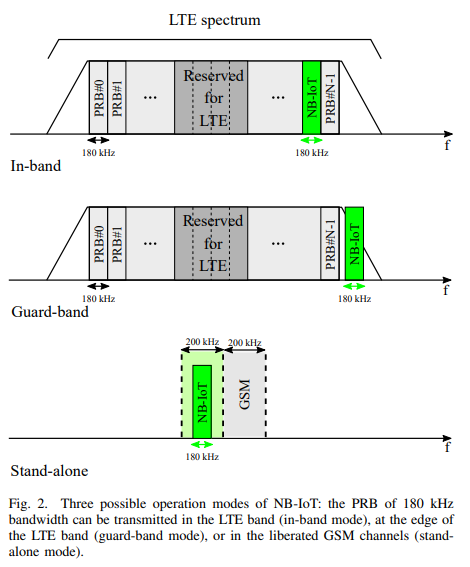 LTE spectrum
PRB#0
PRB#1
...
Reserved
for
LTE
...
NB-IoT
PRB#N-1
f
180 kHz
180 kHz
In-band
PRB#0
PRB#1
...
Reserved
for
LTE
...
PRB#N-1
NB-IoT
f
180 kHz
180 kHz
Guard-band
200 kHz 200 kHz
NB-IoT
GSM
f
180 kHz
Stand-alone
Fig. 2. Three possible operation modes of NB-IoT: the PRB of 180 kHz
bandwidth can be transmitted in the LTE band (in-band mode), at the edge of
the LTE band (guard-band mode), or in the liberated GSM channels (stand-
alone mode).